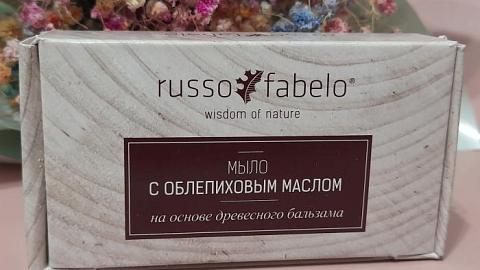 russo fabelo®
wisdom of nature
МЫЛО
С ОБЛЕПИХОВЫМ МАСЛОМ
на основе древесного бальзама